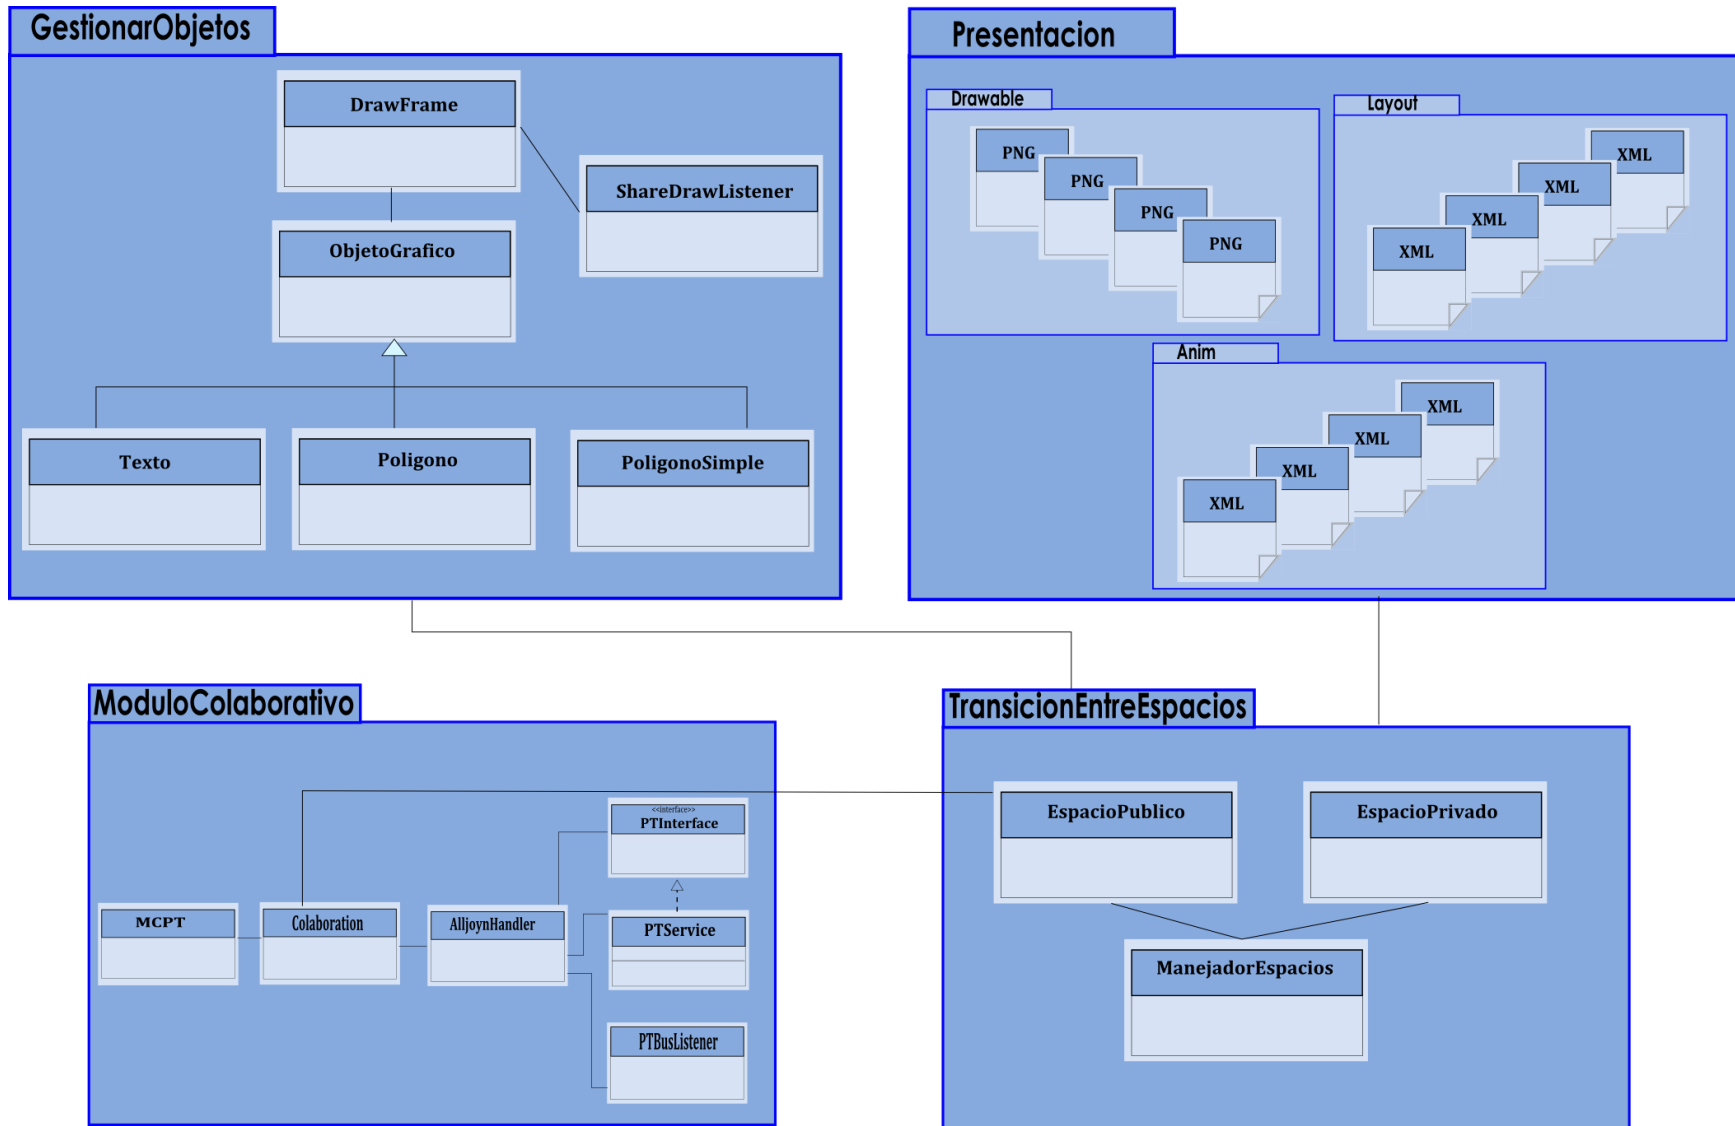 GestionarObjetos
DrawFrame
ShareDrawListener
ObjetoGrafico
Texto
Poligono
PoligonoSimple
Presentacion
Drawable
PNG
PNG
PNG
PNG
Layout
XML
XML
XML
XML
Anim
XML
XML
XML
XML
ModuloColaborativo
<<interface>>
PTInterface
MCPT
Colaboration
AlljoynHandler
PTService
PTBusListener
TransicionEntreEspacios
EspacioPublico
EspacioPrivado
ManejadorEspacios